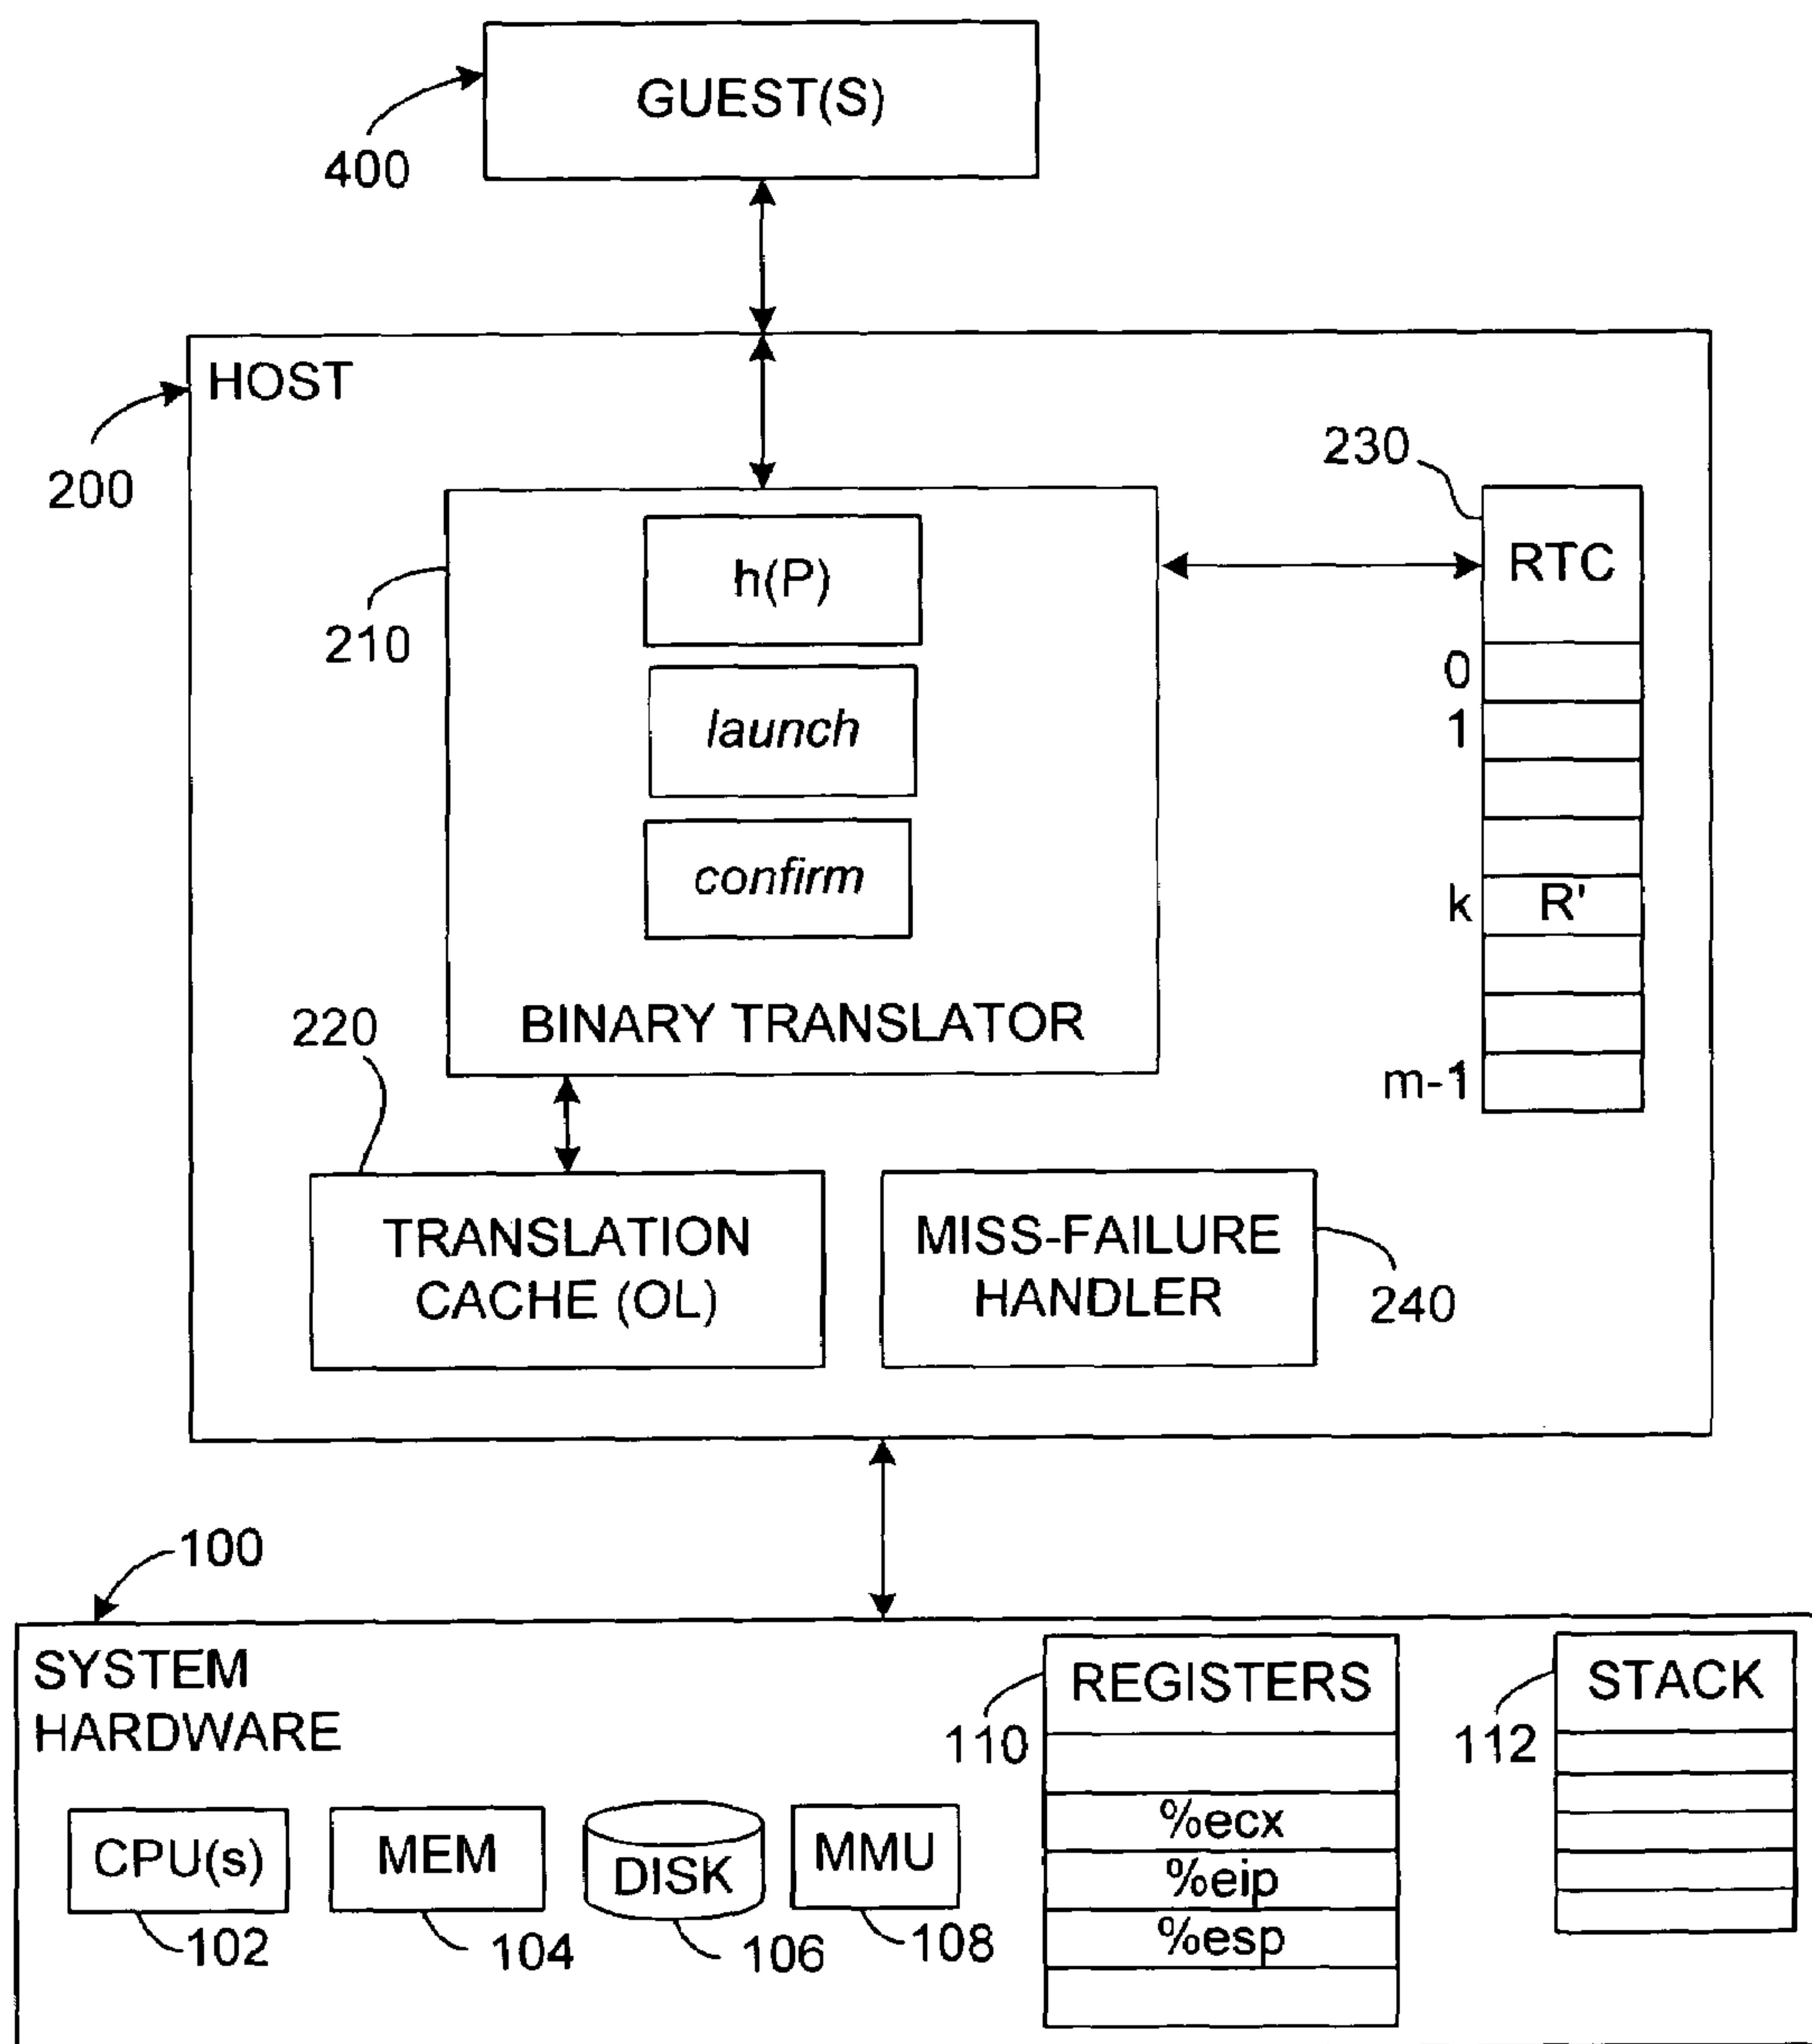 GUEST(S)
400
HOST
200
230
RTC
h(P)
210
0
launch
1
confirm
k
R'
BINARY TRANSLATOR
220
m-1
TRANSLATION
CACHE (OL)
MISS-FAILURE
HANDLER
240
100
SYSTEM
HARDWARE
REGISTERS
110
STACK
112
%ecx
%eip
%esp
CPU(s)
MEM
DISK
MMU
102
104
106
108